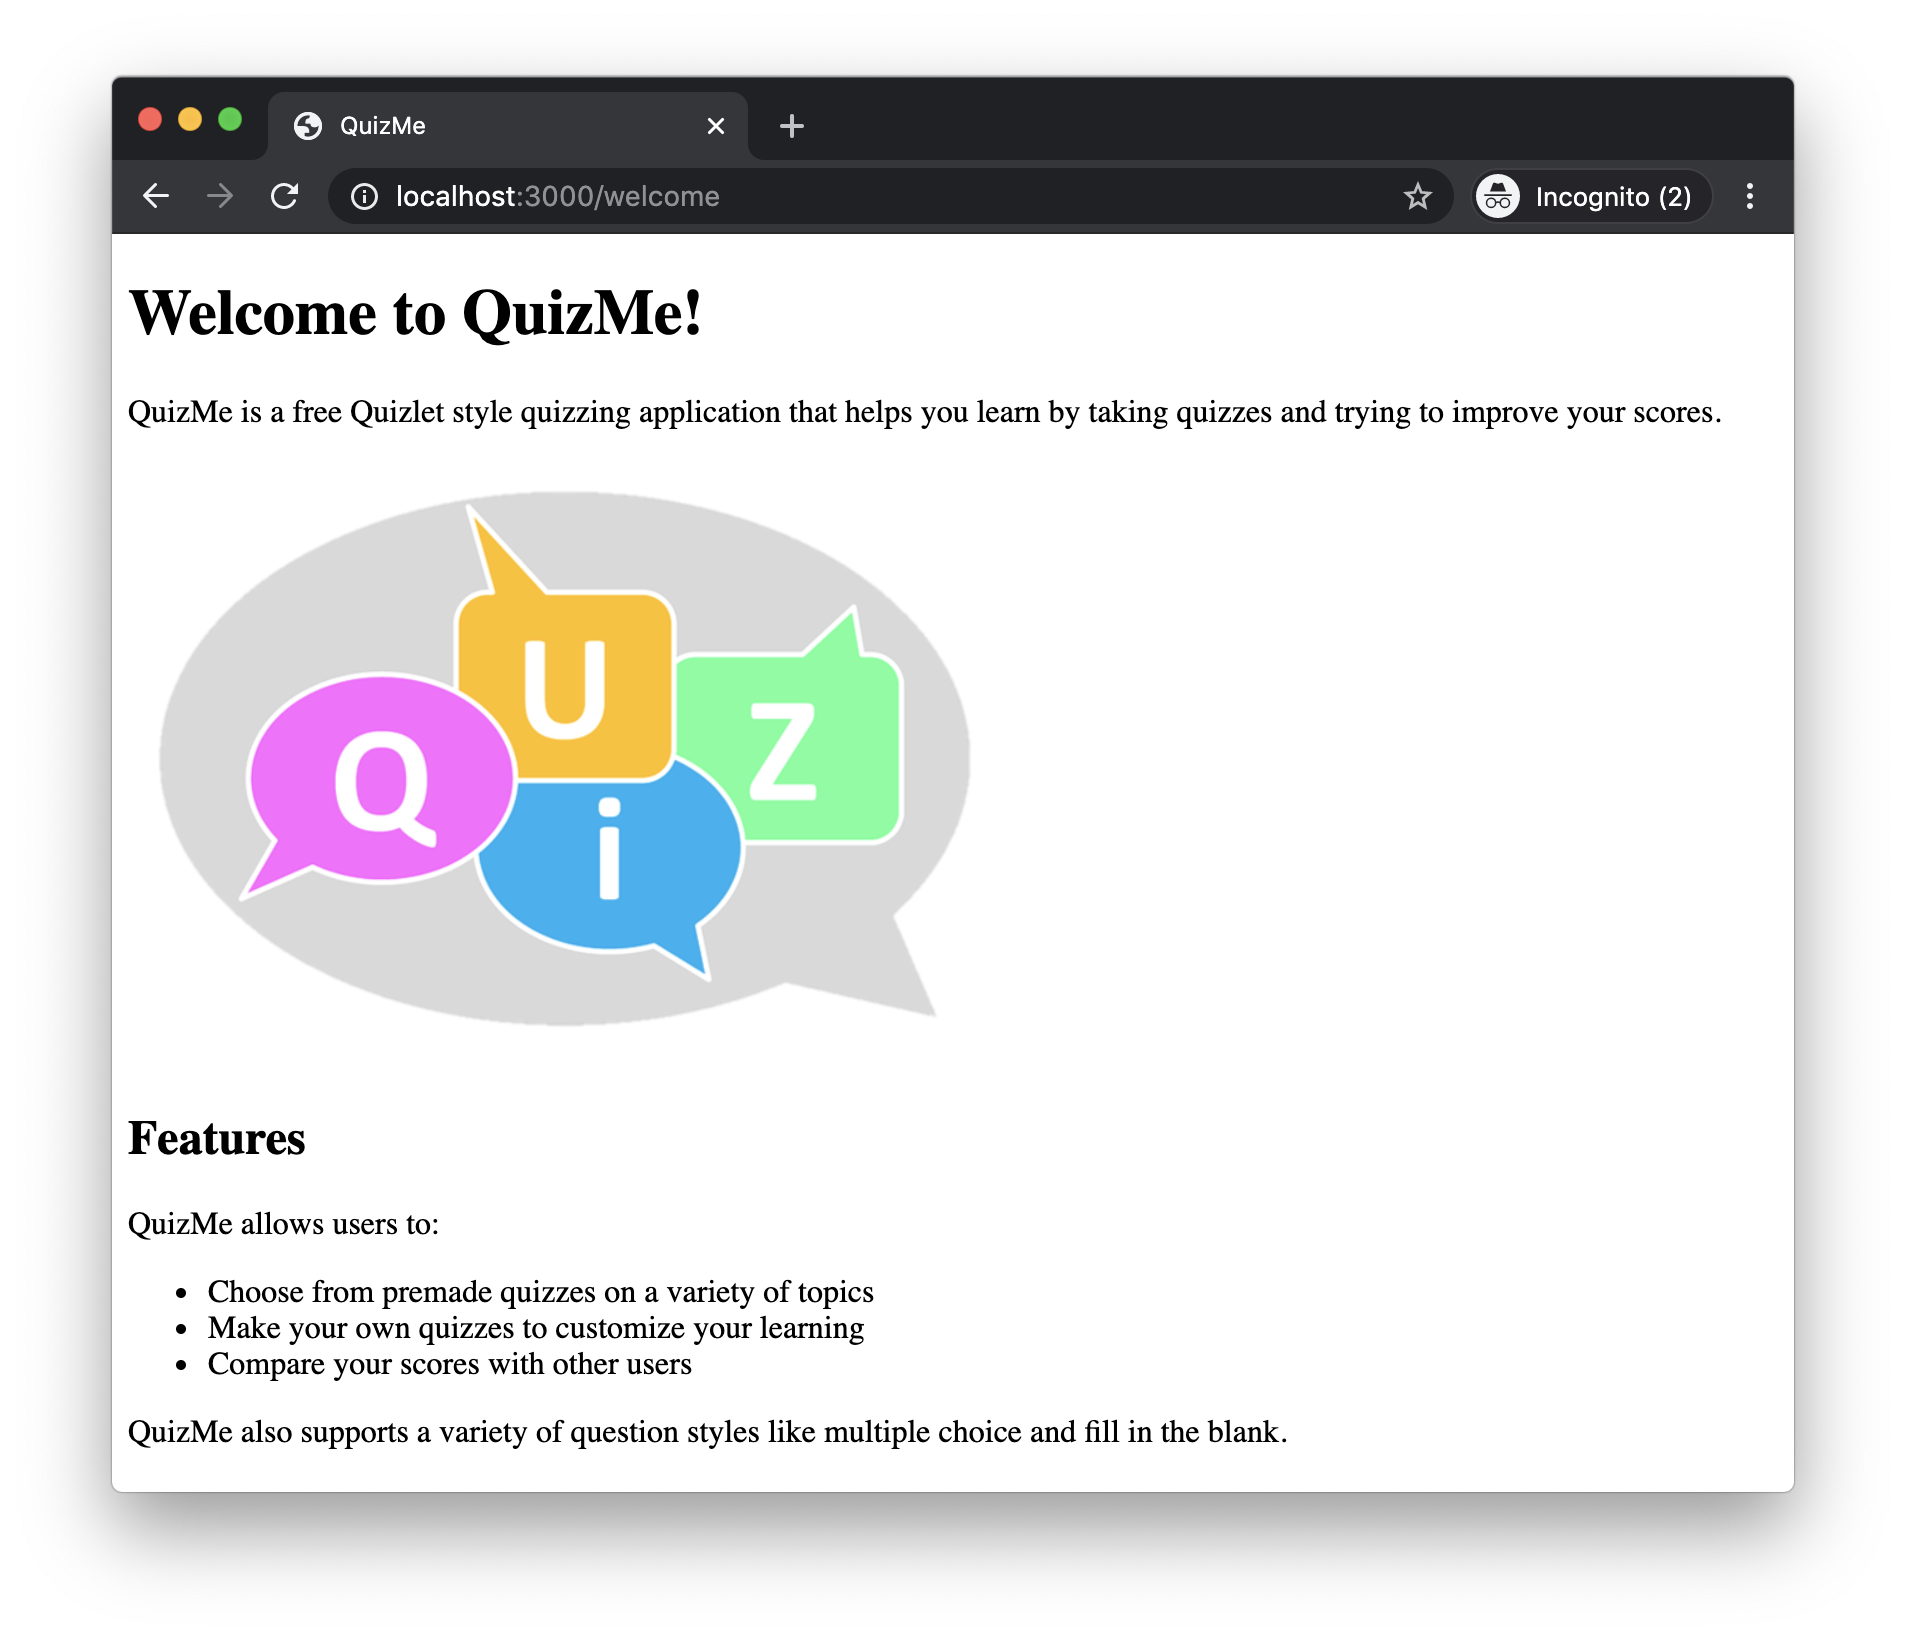 QuizMe
localhost:3000/welcome
Incognito (2)
Welcome to QuizMe!
QuizMe is a free Quizlet style quizzing application that helps you learn by taking quizzes and trying to improve your scores.
Q U i Z
Features
QuizMe allows users to:
• Choose from premade quizzes on a variety of topics
• Make your own quizzes to customize your learning
• Compare your scores with other users
QuizMe also supports a variety of question styles like multiple choice and fill in the blank.